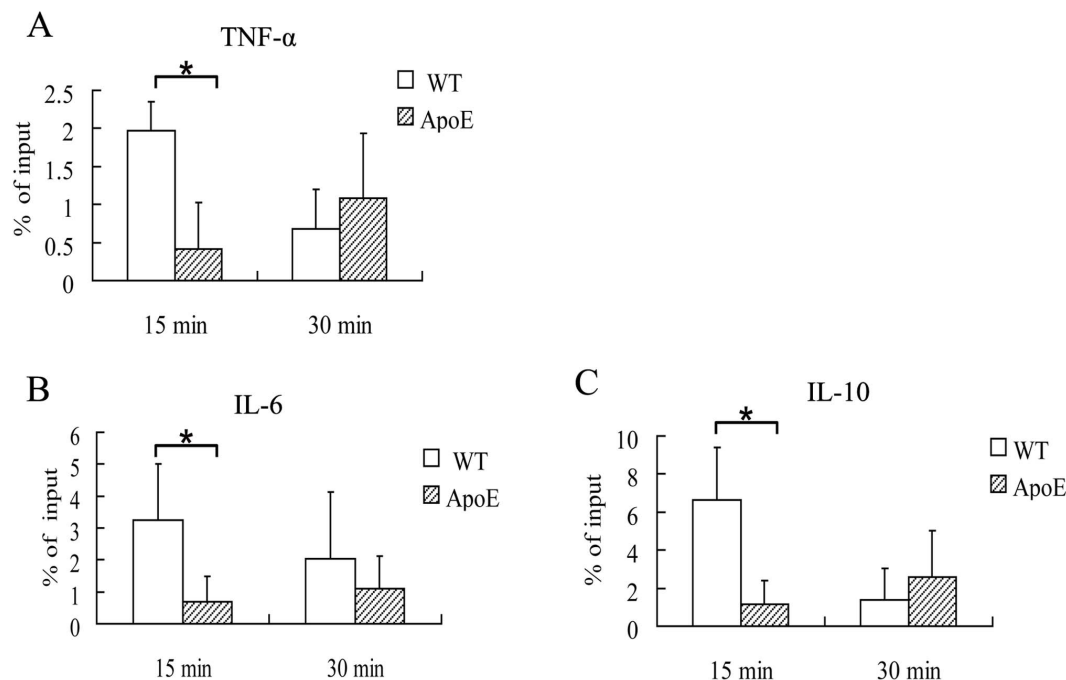 A
TNF-α
*
WT
ApoE
% of input
2.5
2
1.5
1
0.5
0
15 min
30 min
B
IL-6
*
WT
ApoE
% of input
6
5
4
3
2
1
0
15 min
30 min
C
IL-10
*
WT
ApoE
% of input
10
8
6
4
2
0
15 min
30 min